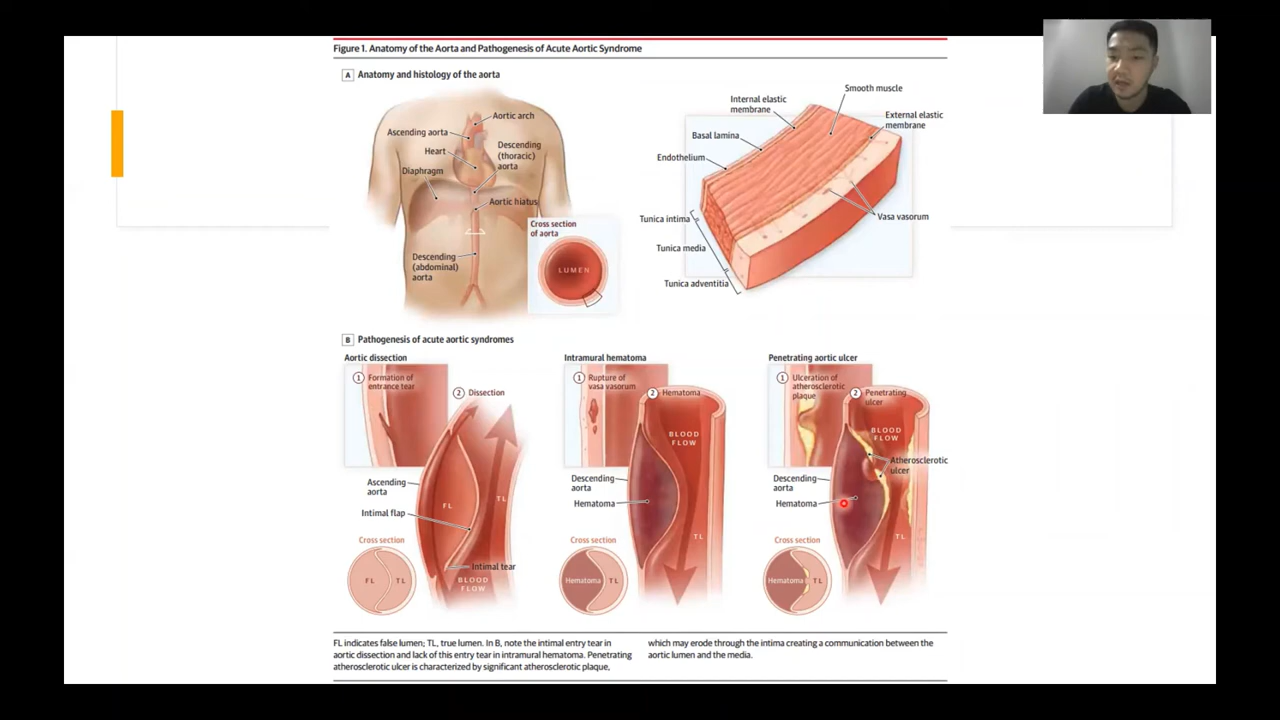 Figure 1. Anatomy of the Aorta and Pathogenesis of Acute Aortic Syndrome
A Anatomy and histology of the aorta
Aortic arch
Ascending aorta
Heart
Descending
(thoracic)
aorta
Diaphragm
Aortic hiatus
Descending
(abdominal)
aorta
Cross section
of aorta
LUMEN
Smooth muscle
Internal elastic
membrane
External elastic
membrane
Basal lamina
Endothelium
Vasa vasorum
Tunica intima
Tunica media
Tunica adventitia
B Pathogenesis of acute aortic syndromes
Aortic dissection
1 Formation of
entrance tear
2 Dissection
Ascending
aorta
FL
TL
Intimal flap
Intimal tear
BLOOD
FLOW
Cross section
FL TL
Intramural hematoma
1 Rupture of
vasa vasorum
2 Hematoma
BLOOD
FLOW
Descending
aorta
Hematoma
TL
Cross section
Hematoma TL
Penetrating aortic ulcer
1 Ulceration of
atherosclerotic
plaque
2 Penetrating
ulcer
BLOOD
FLOW
Atherosclerotic
ulcer
Descending
aorta
Hematoma
TL
Cross section
Hematoma TL
FL indicates false lumen; TL, true lumen. In B, note the intimal entry tear in
aortic dissection and lack of this entry tear in intramural hematoma. Penetrating
atherosclerotic ulcer is characterized by significant atherosclerotic plaque,
which may erode through the intima creating a communication between the
aortic lumen and the media.